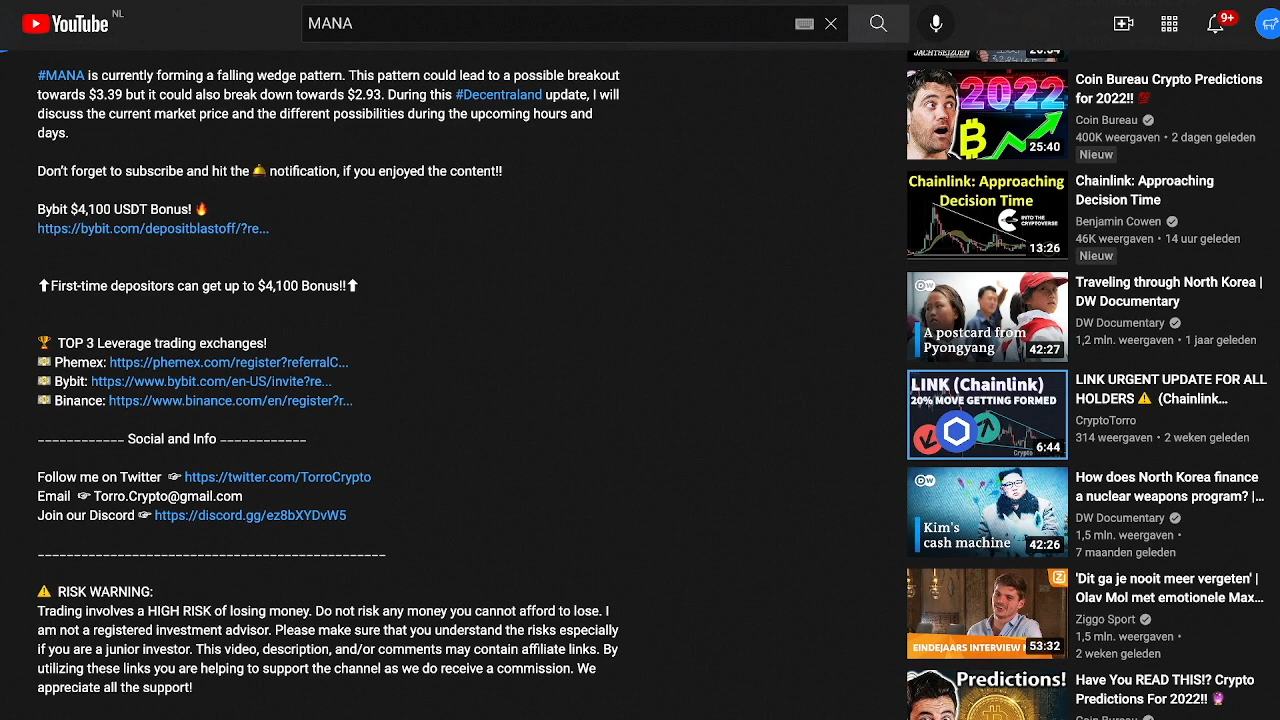 YouTube NL
MANA
9+
#MANA is currently forming a falling wedge pattern. This pattern could lead to a possible breakout
towards $3.39 but it could also break down towards $2.93. During this #Decentraland update, I will
discuss the current market price and the different possibilities during the upcoming hours and
days.
Don't forget to subscribe and hit the 🛎 notification, if you enjoyed the content!!
Bybit $4,100 USDT Bonus! 🔥
https://bybit.com/depositblastoff/?re...
⬆First-time depositors can get up to $4,100 Bonus!!⬆
🏆 TOP 3 Leverage trading exchanges!
💵 Phemex: https://phemex.com/register?referralC...
💵 Bybit: https://www.bybit.com/en-US/invite?re...
💵 Binance: https://www.binance.com/en/register?r...
____________ Social and Info ____________
Follow me on Twitter 👉 https://twitter.com/TorroCrypto
Email 👉 Torro.Crypto@gmail.com
Join our Discord 👉 https://discord.gg/ez8bXYDvW5
________________________________________________
⚠ RISK WARNING:
Trading involves a HIGH RISK of losing money. Do not risk any money you cannot afford to lose. I
am not a registered investment advisor. Please make sure that you understand the risks especially
if you are a junior investor. This video, description, and/or comments may contain affiliate links. By
utilizing these links you are helping to support the channel as we do receive a commission. We
appreciate all the support!
JACHTSEIZOEN
2022
25:40
Coin Bureau Crypto Predictions
for 2022!! 💯
Coin Bureau
400K weergaven • 2 dagen geleden
Nieuw
Chainlink: Approaching
Decision Time
INTO THE
CRYPTOVERSE
13:26
Chainlink: Approaching
Decision Time
Benjamin Cowen
46K weergaven • 14 uur geleden
Nieuw
DW
A postcard from
Pyongyang
42:27
Traveling through North Korea |
DW Documentary
DW Documentary
1,2 mln. weergaven • 1 jaar geleden
LINK (Chainlink)
20% MOVE GETTING FORMED
Crypto
6:44
LINK URGENT UPDATE FOR ALL
HOLDERS ⚠ (Chainlink...
CryptoTorro
314 weergaven • 2 weken geleden
DW
Kim's
cash machine
42:26
How does North Korea finance
a nuclear weapons program? |...
DW Documentary
1,5 mln. weergaven •
7 maanden geleden
EINDEJAARS INTERVIEW
53:32
'Dit ga je nooit meer vergeten' |
Olav Mol met emotionele Max...
Ziggo Sport
1,5 mln. weergaven •
2 weken geleden
Predictions!
Have You READ THIS!? Crypto
Predictions For 2022!! 🔮